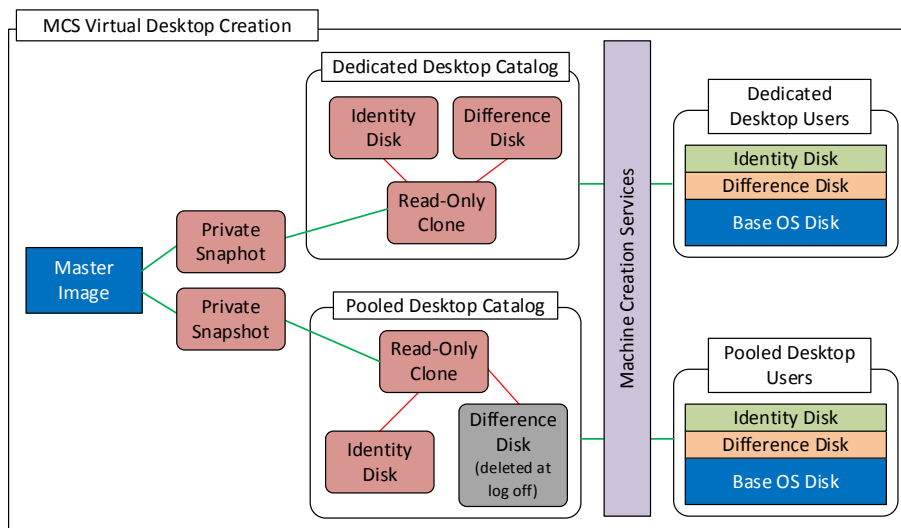 MCS Virtual Desktop Creation
Dedicated Desktop Catalog
Identity
Disk
Difference
Disk
Read-Only
Clone
Private
Snaphot
Master
Image
Private
Snapshot
Pooled Desktop Catalog
Read-Only
Clone
Identity
Disk
Difference
Disk
(deleted at
log off)
Machine Creation Services
Dedicated
Desktop Users
Identity Disk
Difference Disk
Base OS Disk
Pooled Desktop
Users
Identity Disk
Difference Disk
Base OS Disk